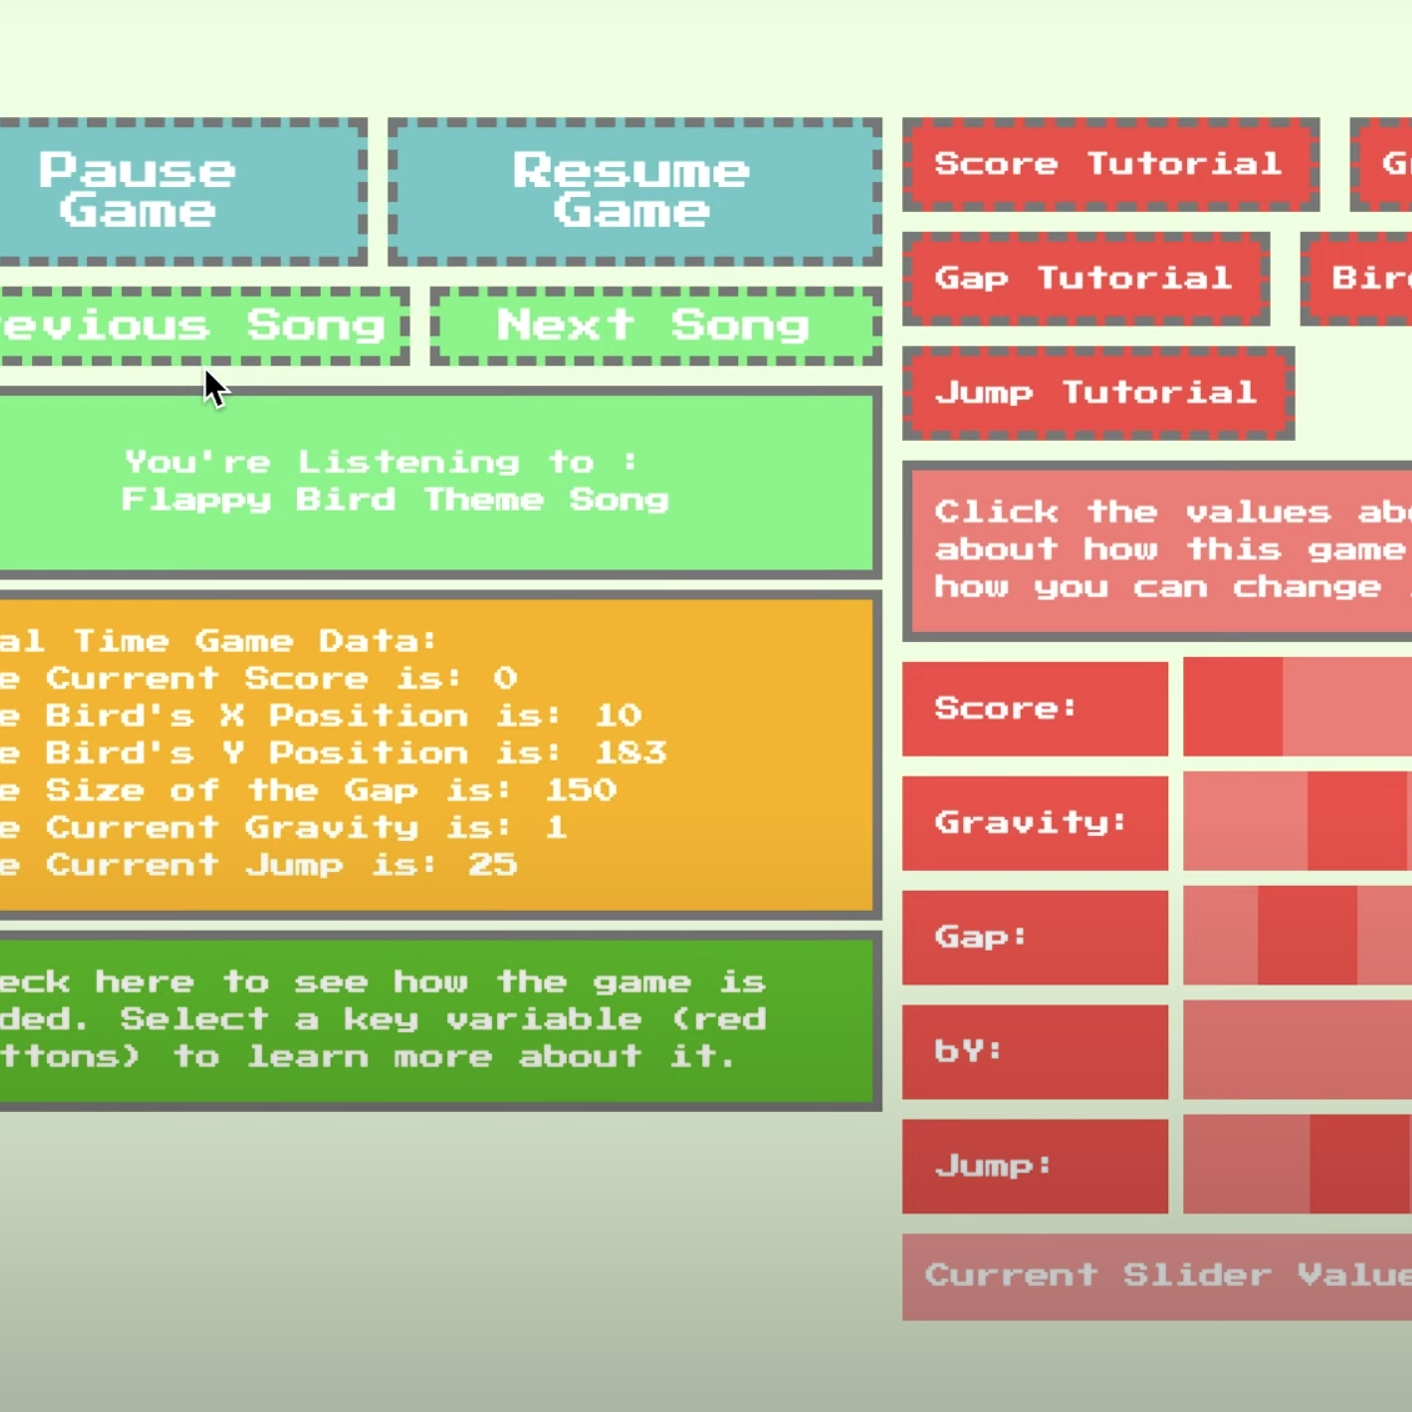 Pause
Game
Resume
Game
evious Song
Next Song
You're Listening to :
Flappy Bird Theme Song
al Time Game Data:
e Current Score is: 0
e Bird's X Position is: 10
e Bird's Y Position is: 183
e Size of the Gap is: 150
e Current Gravity is: 1
e Current Jump is: 25
eck here to see how the game is
ded. Select a key variable (red
ttons) to learn more about it.
Score Tutorial
Gap Tutorial
Bir
Jump Tutorial
Click the values ab
about how this game
how you can change
Score:
Gravity:
Gap:
bY:
Jump:
Current Slider Value